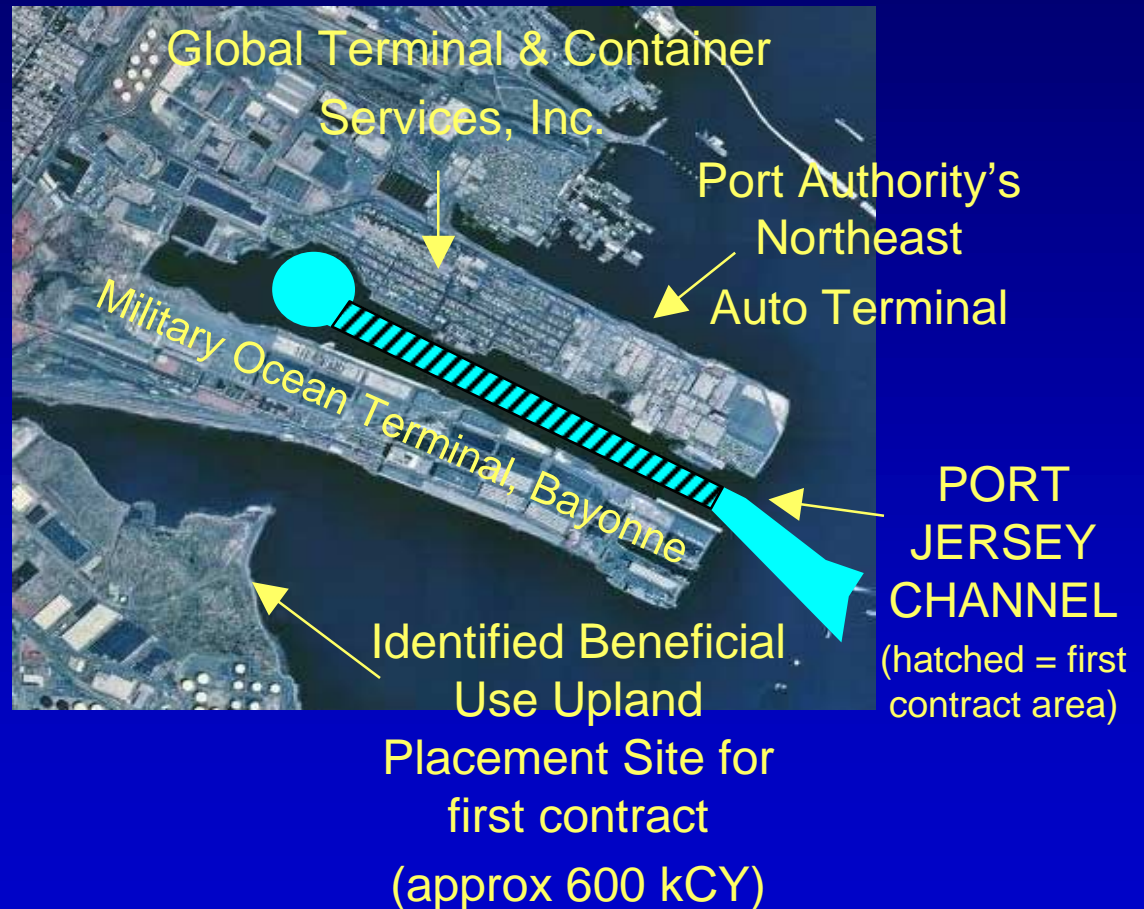 Global Terminal & Container
Services, Inc.
Port Authority’s
Northeast
Auto Terminal
Military Ocean Terminal, Bayonne
PORT
JERSEY
CHANNEL
(hatched = first
contract area)
Identified Beneficial
Use Upland
Placement Site for
first contract
(approx 600 kCY)